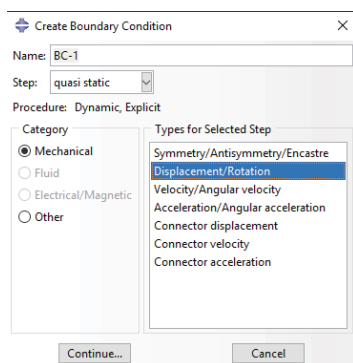 Create Boundary Condition
Name: BC-1
Step: quasi static
Procedure: Dynamic, Explicit
Category
Mechanical
Fluid
Electrical/Magnetic
Other
Types for Selected Step
Symmetry/Antisymmetry/Encastre
Displacement/Rotation
Velocity/Angular velocity
Acceleration/Angular acceleration
Connector displacement
Connector velocity
Connector acceleration
Continue... Cancel